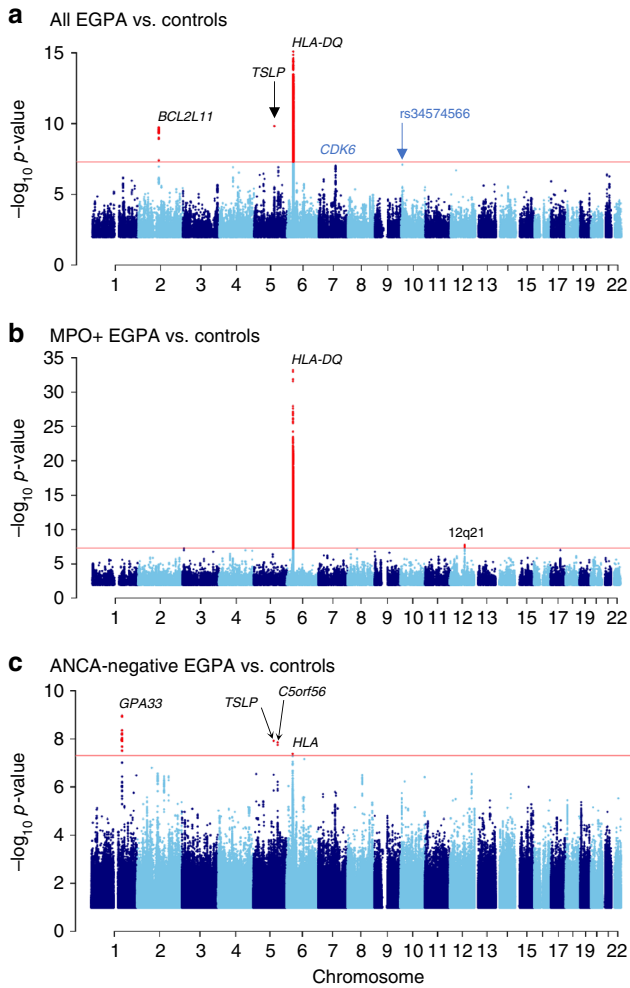 a All EGPA vs. controls
HLA-DQ
15
TSLP
BCL2L11
rs34574566
10
CDK6
5
0
−log10 p-value
1 2 3 4 5 6 7 8 9 10 11 12 13 15 17 19 22
b MPO+ EGPA vs. controls
HLA-DQ
35
30
25
20
15
10
12q21
5
0
−log10 p-value
1 2 3 4 5 6 7 8 9 10 11 12 13 15 17 19 22
c ANCA-negative EGPA vs. controls
10
GPA33
TSLP
C5orf56
HLA
8
6
4
2
0
−log10 p-value
1 2 3 4 5 6 7 8 9 10 11 12 13 15 17 19 22
Chromosome